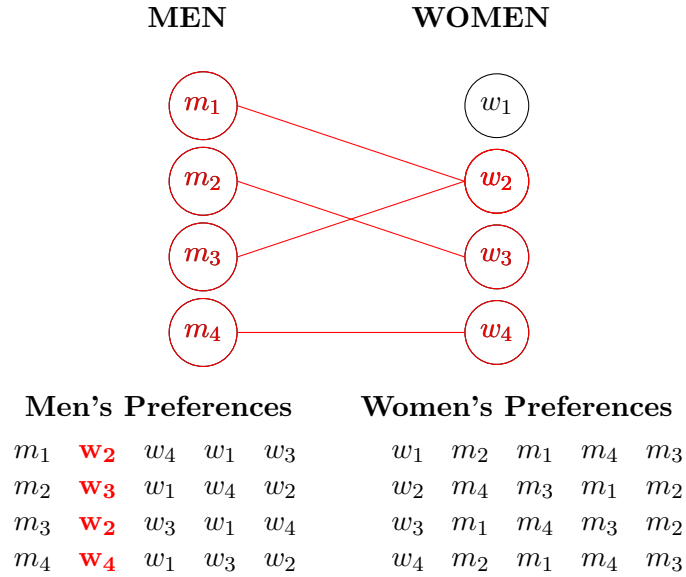 MEN WOMEN
m₁ w₁
m₂ w₂
m₃ w₃
m₄ w₄
Men's Preferences Women's Preferences
m₁ w₂ w₄ w₁ w₃ w₁ m₂ m₁ m₄ m₃
m₂ w₃ w₁ w₄ w₂ w₂ m₄ m₃ m₁ m₂
m₃ w₂ w₃ w₁ w₄ w₃ m₁ m₄ m₃ m₂
m₄ w₄ w₁ w₃ w₂ w₄ m₂ m₁ m₄ m₃